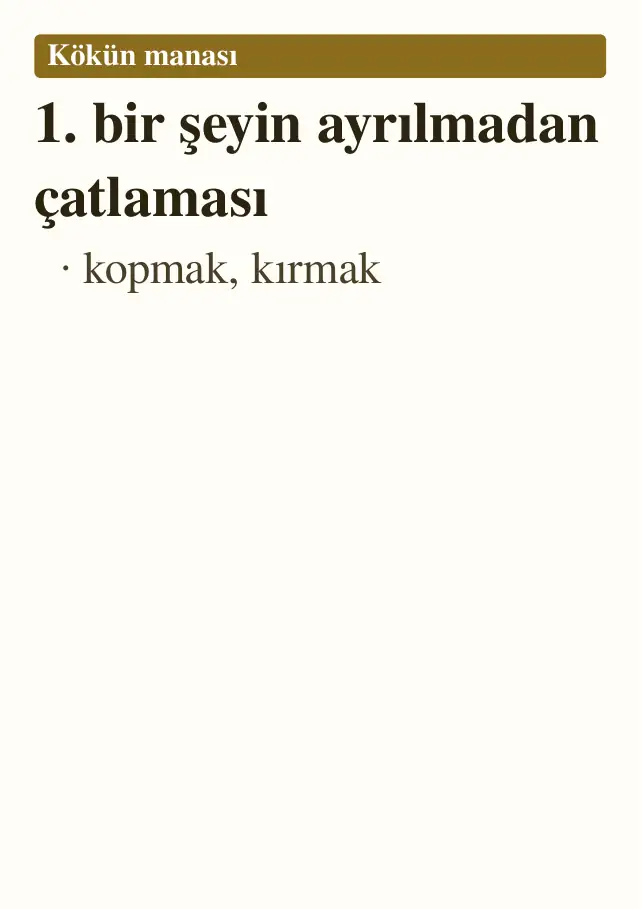 Kökün manası
1. bir şeyin ayrılmadan
çatlaması
· kopmak, kırmak